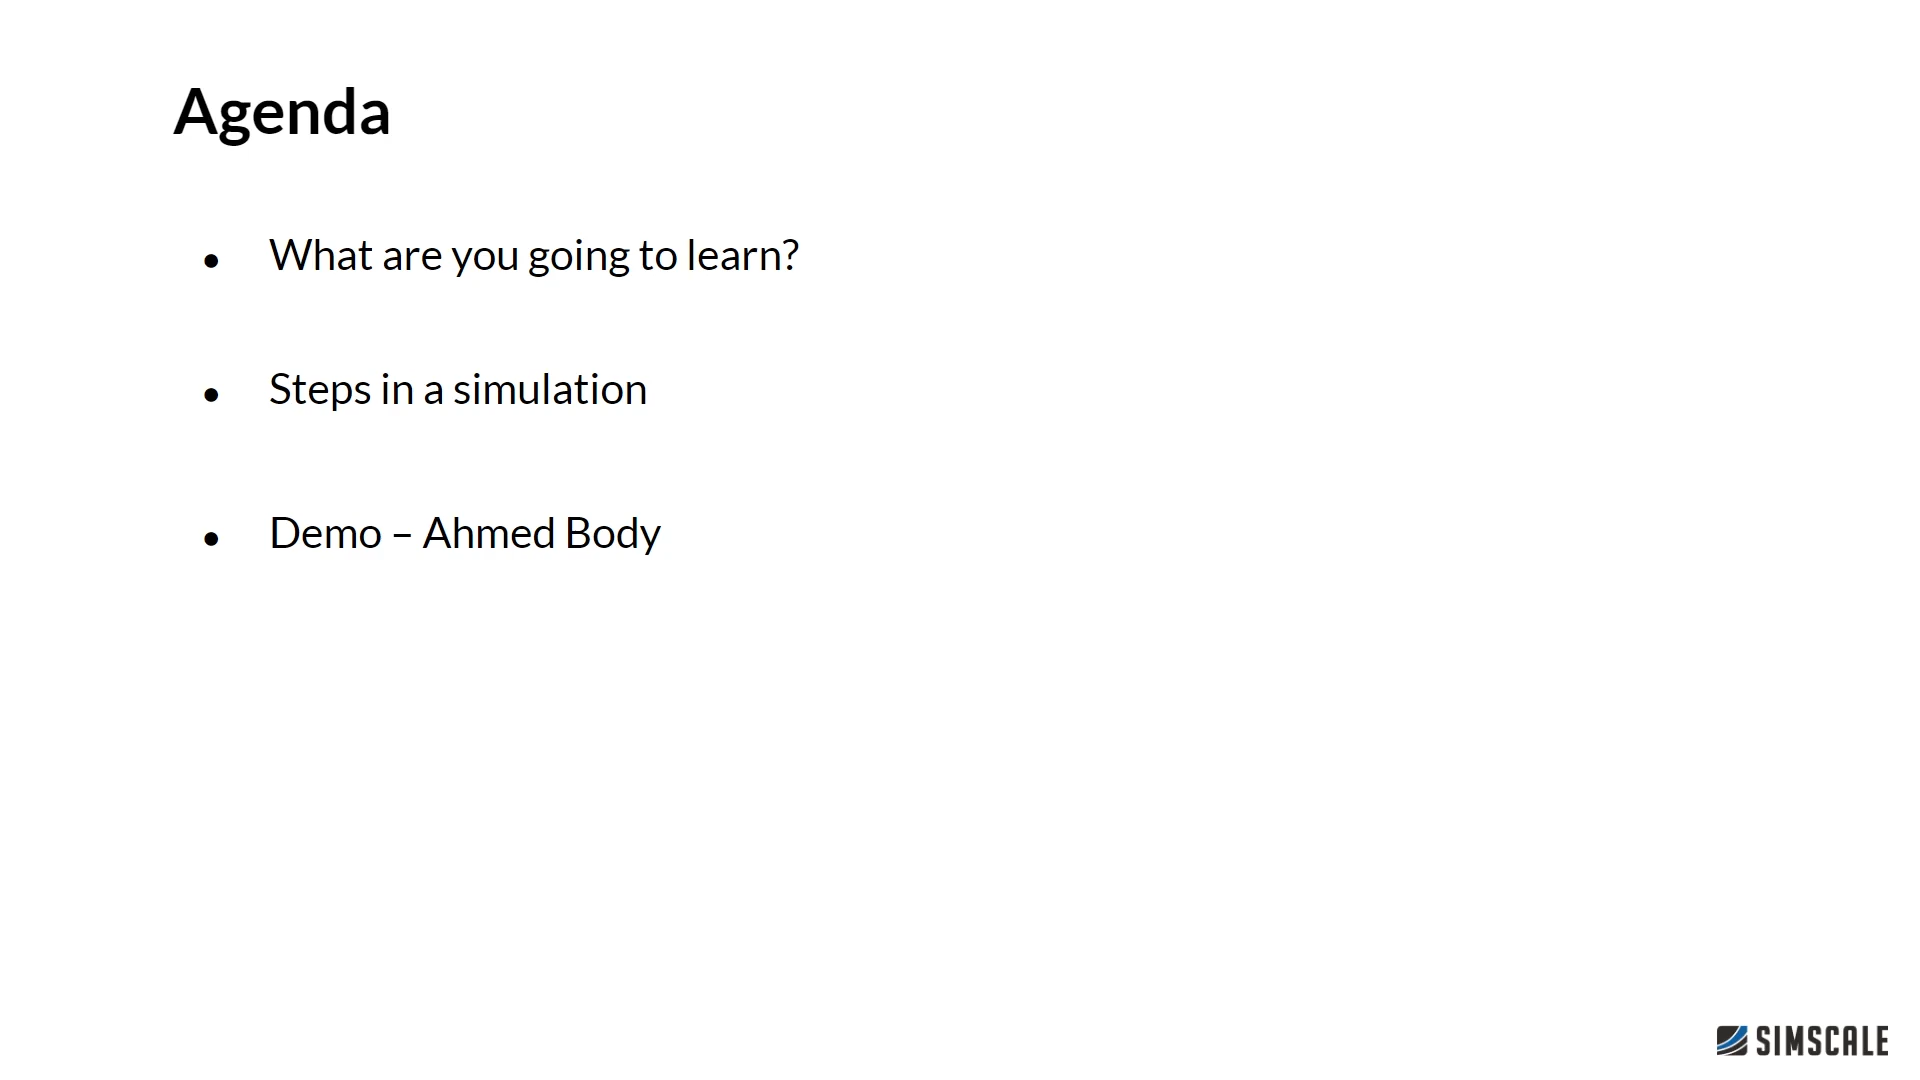 Agenda
● What are you going to learn?
● Steps in a simulation
● Demo – Ahmed Body
SIMSCALE